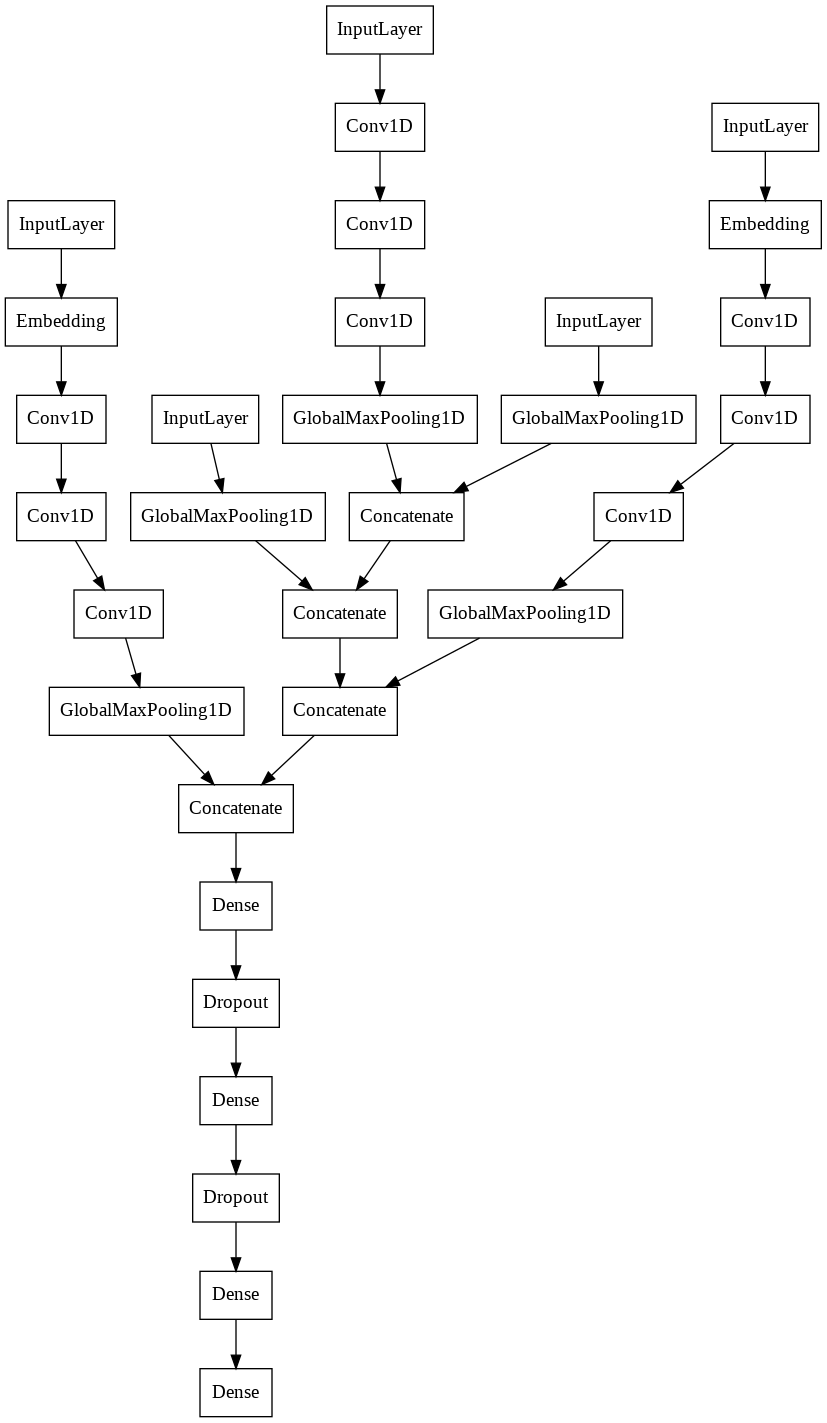 InputLayer
Conv1D
InputLayer
InputLayer
Conv1D
Embedding
Embedding
Conv1D
InputLayer
Conv1D
Conv1D
InputLayer
GlobalMaxPooling1D
GlobalMaxPooling1D
Conv1D
Conv1D
GlobalMaxPooling1D
Concatenate
Conv1D
Conv1D
Concatenate
GlobalMaxPooling1D
GlobalMaxPooling1D
Concatenate
Concatenate
Dense
Dropout
Dense
Dropout
Dense
Dense